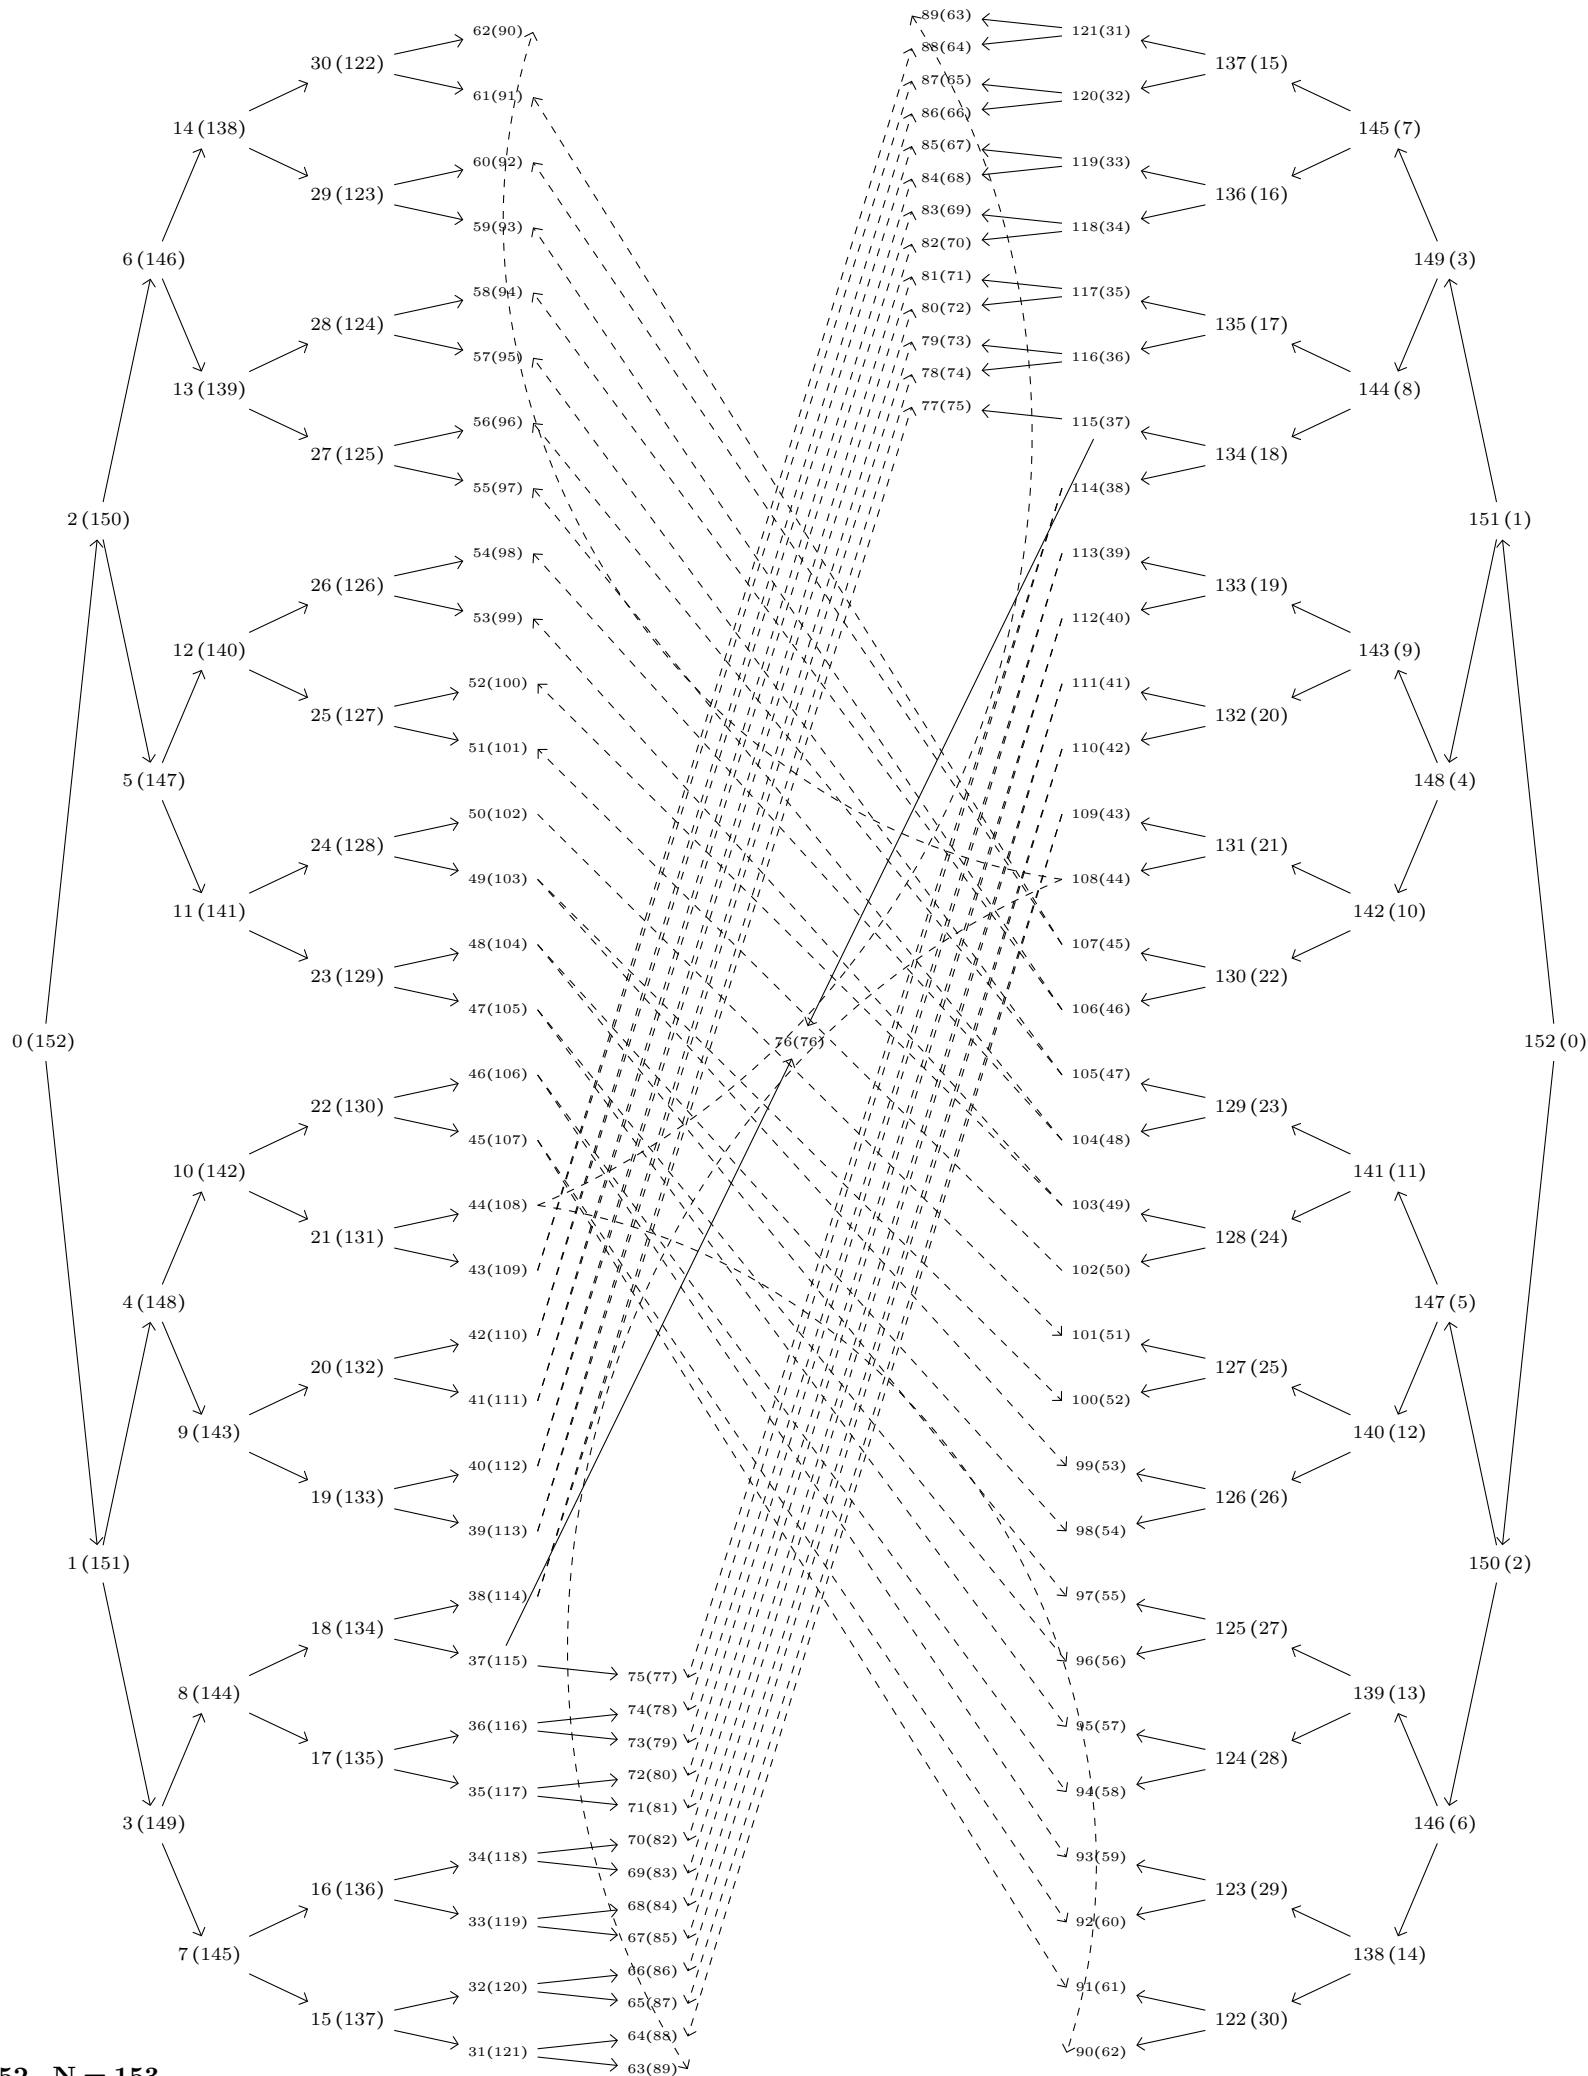 62(90) 89(63) 121(31)
88(64)
30 (122) 137 (15)
87(65)
61(91) 120(32)
86(66)
14 (138) 145 (7)
85(67)
60(92) 119(33)
84(68)
29 (123) 136 (16)
83(69)
59(93) 118(34)
82(70)
6 (146) 149 (3)
81(71)
58(94) 117(35)
80(72)
28 (124) 135 (17)
79(73)
57(95) 116(36)
78(74)
13 (139) 144 (8)
77(75)
56(96) 115(37)
27 (125) 134 (18)
55(97) 114(38)
2 (150) 151 (1)
54(98) 113(39)
26 (126) 133 (19)
53(99) 112(40)
12 (140) 143 (9)
52(100) 111(41)
25 (127) 132 (20)
51(101) 110(42)
5 (147) 148 (4)
50(102) 109(43)
24 (128) 131 (21)
49(103) 108(44)
11 (141) 142 (10)
48(104) 107(45)
23 (129) 130 (22)
47(105) 106(46)
0 (152) 76(76) 152 (0)
46(106) 105(47)
22 (130) 129 (23)
45(107) 104(48)
10 (142) 141 (11)
44(108) 103(49)
21 (131) 128 (24)
43(109) 102(50)
4 (148) 147 (5)
42(110) 101(51)
20 (132) 127 (25)
41(111) 100(52)
9 (143) 140 (12)
40(112) 99(53)
19 (133) 126 (26)
39(113) 98(54)
1 (151) 150 (2)
38(114) 97(55)
18 (134) 125 (27)
37(115) 96(56)
75(77)
8 (144) 139 (13)
74(78)
36(116) 95(57)
73(79)
17 (135) 124 (28)
72(80)
35(117) 94(58)
71(81)
3 (149) 146 (6)
70(82)
34(118) 93(59)
69(83)
16 (136) 123 (29)
68(84)
33(119) 92(60)
67(85)
7 (145) 138 (14)
66(86)
32(120) 91(61)
65(87)
15 (137) 122 (30)
64(88)
31(121) 90(62)
63(89)
52 N = 153